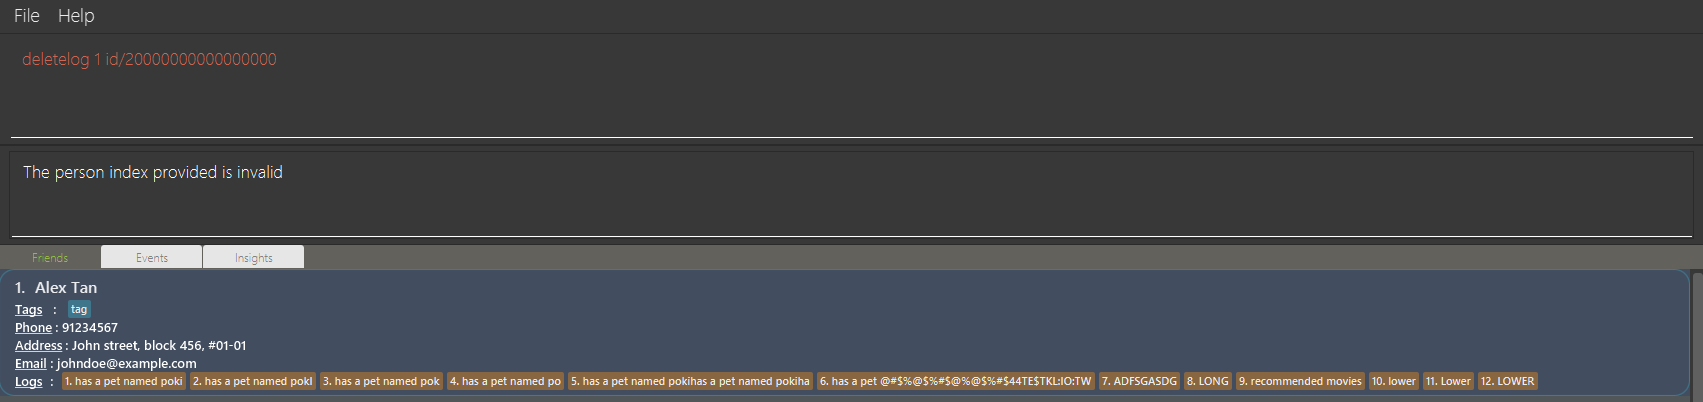 File Help
deletelog 1 id/20000000000000000
The person index provided is invalid
Friends Events Insights
1. Alex Tan
Tags : tag
Phone : 91234567
Address : John street, block 456, #01-01
Email : johndoe@example.com
Logs : 1. has a pet named poki 2. has a pet named pokl 3. has a pet named pok 4. has a pet named po 5. has a pet named pokihas a pet named pokiha 6. has a pet @#$%@$%#$@%@$%#$44TE$TKL:IO:TW 7. ADFSGASDG 8. LONG 9. recommended movies 10. lower 11. Lower 12. LOWER